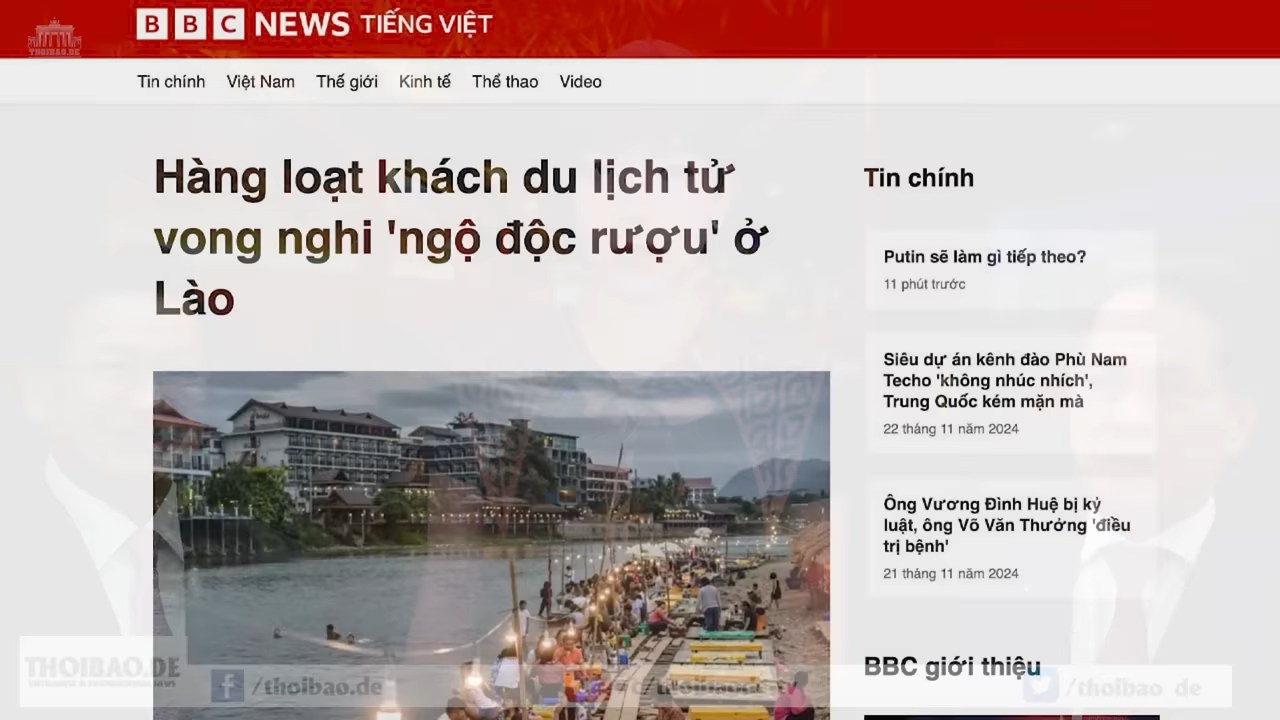 BBC NEWS TIẾNG VIỆT
THOIBAO.DE
Tin chính Việt Nam Thế giới Kinh tế Thể thao Video
Hàng loạt khách du lịch tử
vong nghi 'ngộ độc rượu' ở
Lào
Tin chính
Putin sẽ làm gì tiếp theo?
11 phút trước
Siêu dự án kênh đào Phù Nam
Techo 'không nhúc nhích',
Trung Quốc kém mặn mà
22 tháng 11 năm 2024
Ông Vương Đình Huệ bị kỷ
luật, ông Võ Văn Thưởng 'điều
trị bệnh'
21 tháng 11 năm 2024
BBC giới thiệu
THOIBAO.DE
/thoibao.de
/thoibao_de